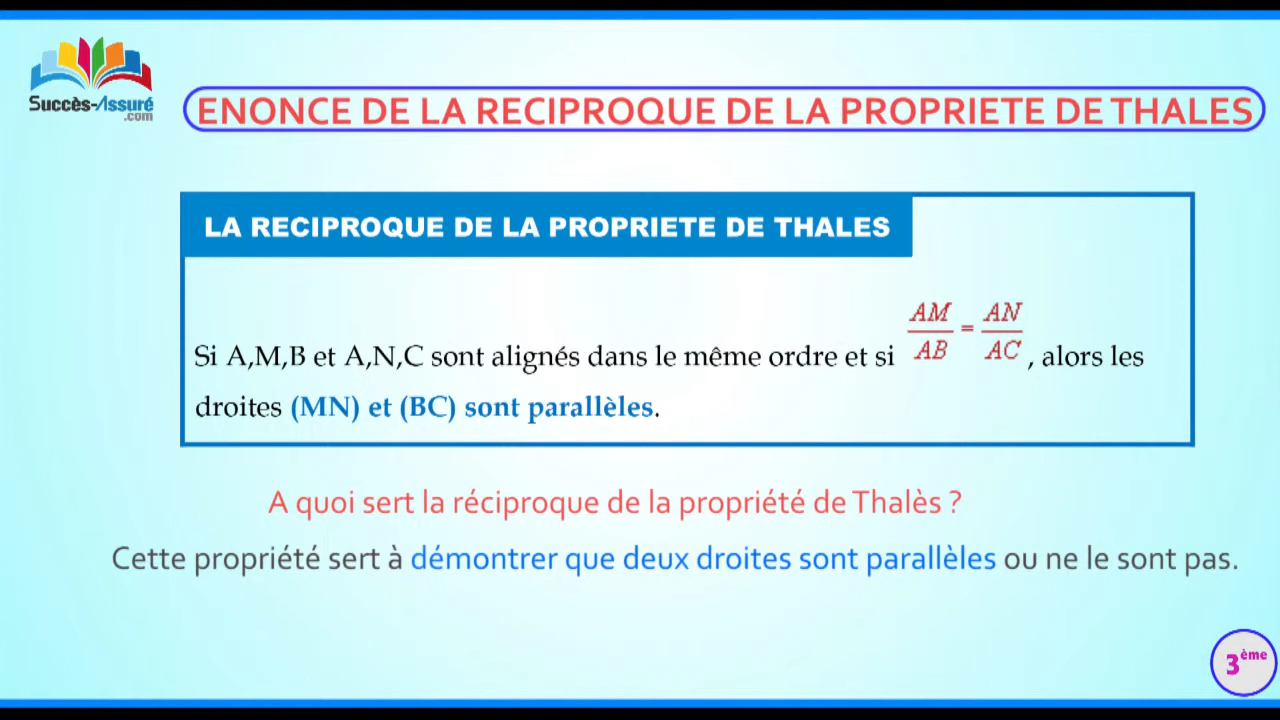 Succès-Assuré
.com
ENONCE DE LA RECIPROQUE DE LA PROPRIETE DE THALES
LA RECIPROQUE DE LA PROPRIETE DE THALES
Si A,M,B et A,N,C sont alignés dans le même ordre et si AM/AB = AN/AC , alors les
droites (MN) et (BC) sont parallèles.
A quoi sert la réciproque de la propriété de Thalès ?
Cette propriété sert à démontrer que deux droites sont parallèles ou ne le sont pas.
3ème